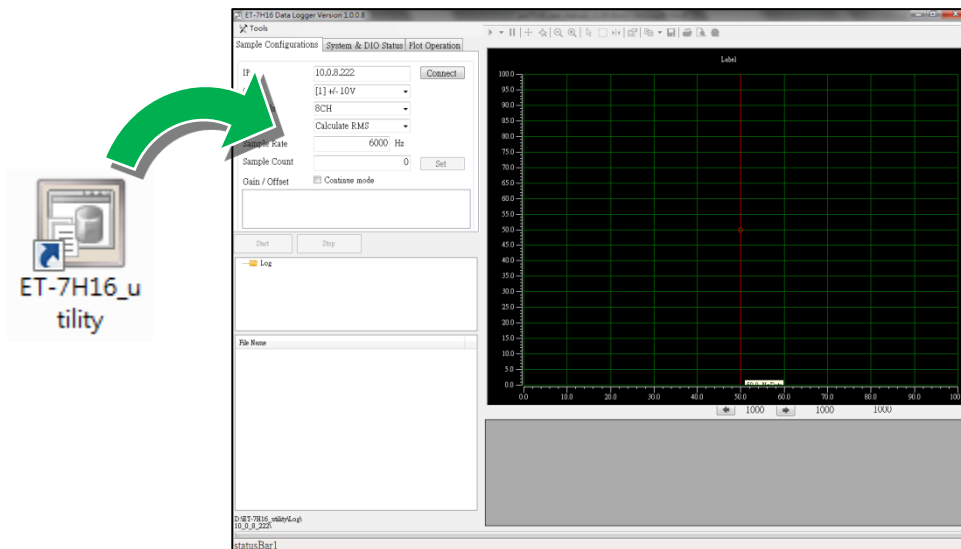 ET-7H16 Data Logger Version 1.0.0.8
Tools
Sample Configurations System & DIO Status Plot Operation
IP 10.0.8.222 Connect
[1] +/- 10V
8CH
Calculate RMS
Sample Rate 6000 Hz
Sample Count 0 Set
Gain / Offset Continue mode
Start Stop
Log
File Name
D:\ET-7H16_utility\Log\
10_0_8_222\
statusBar1
ET-7H16_u
tility
Label
100.0
95.0
90.0
85.0
80.0
75.0
70.0
65.0
60.0
55.0
50.0
45.0
40.0
35.0
30.0
25.0
20.0
15.0
10.0
5.0
0.0
0.0 10.0 20.0 30.0 40.0 50.0 60.0 70.0 80.0 90.0 100
1000 1000 1000